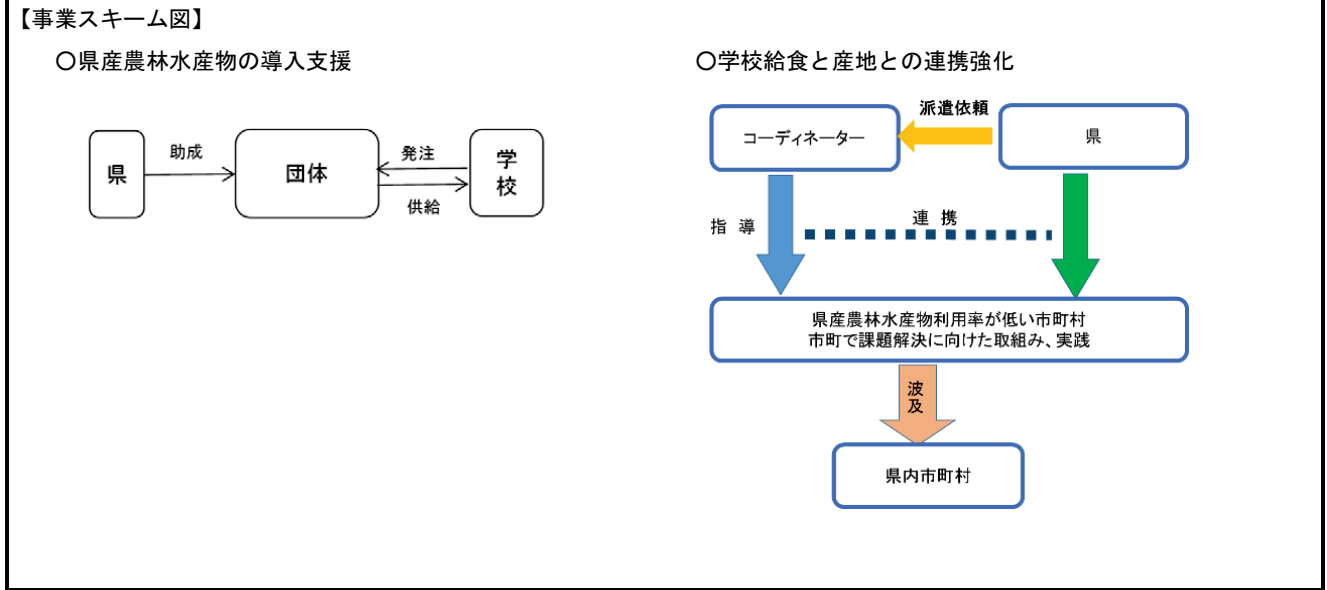 【事業スキーム図】
〇県産農林水産物の導入支援
県
助成
団体
発注
供給
学校
〇学校給食と産地との連携強化
派遣依頼
コーディネーター
県
指導
連携
県産農林水産物利用率が低い市町村
市町で課題解決に向けた取組み、実践
波及
県内市町村